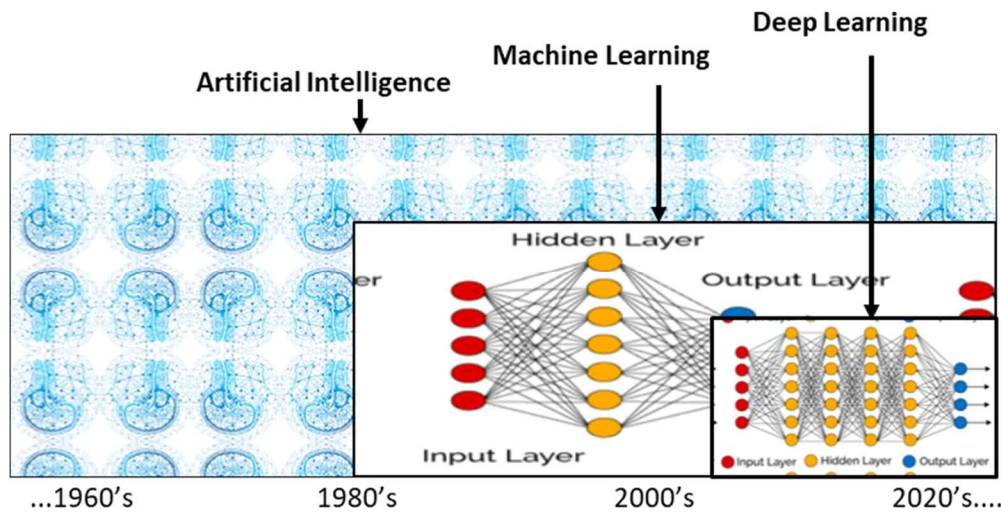 Deep Learning
Machine Learning
Artificial Intelligence
Hidden Layer
er
Output Layer
Input Layer
Input Layer Hidden Layer Output Layer
...1960's 1980's 2000's 2020's....